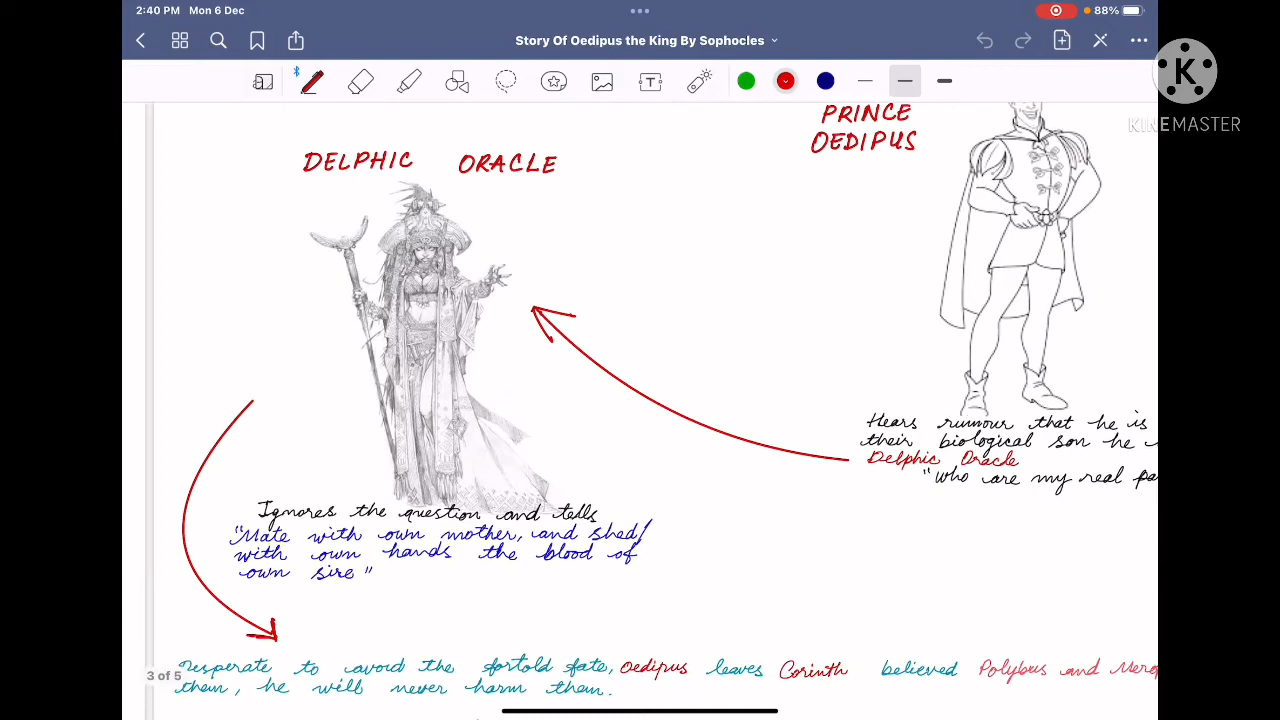 2:40 PM Mon 6 Dec
88%
Story Of Oedipus the King By Sophocles
K
KINEMASTER
T
PRINCE
OEDIPUS
DELPHIC ORACLE
Hears rumour that he is
their biological son he
Delphic Oracle
"who are my real pa
Ignores the question and tells
"Mate with own mother, and shed/
with own hands the blood of
own sire"
Desperate to avoid the fortold fate, Oedipus leaves Corinth believed Polybus and Merop
them, he will never harm them.
3 of 5